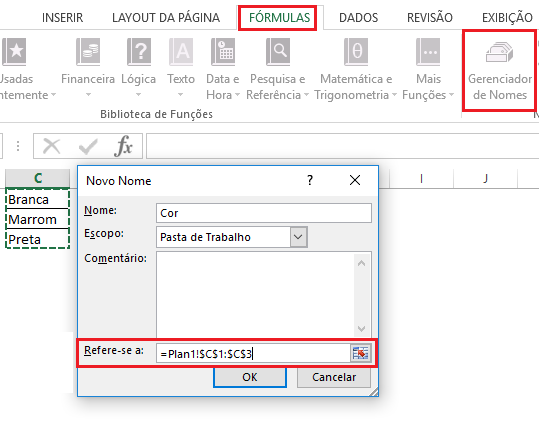 INSERIR LAYOUT DA PÁGINA FÓRMULAS DADOS REVISÃO EXIBIÇÃO
Usadas Financeira Lógica Texto Data e Pesquisa e Matemática e Mais Gerenciador
ntemente Hora Referência Trigonometria Funções de Nomes
Biblioteca de Funções N
fx
C I J
Branca
Marrom
Preta
Novo Nome ?
Nome: Cor
Escopo: Pasta de Trabalho
Comentário:
Refere-se a: =Plan1!$C$1:$C$3
OK Cancelar